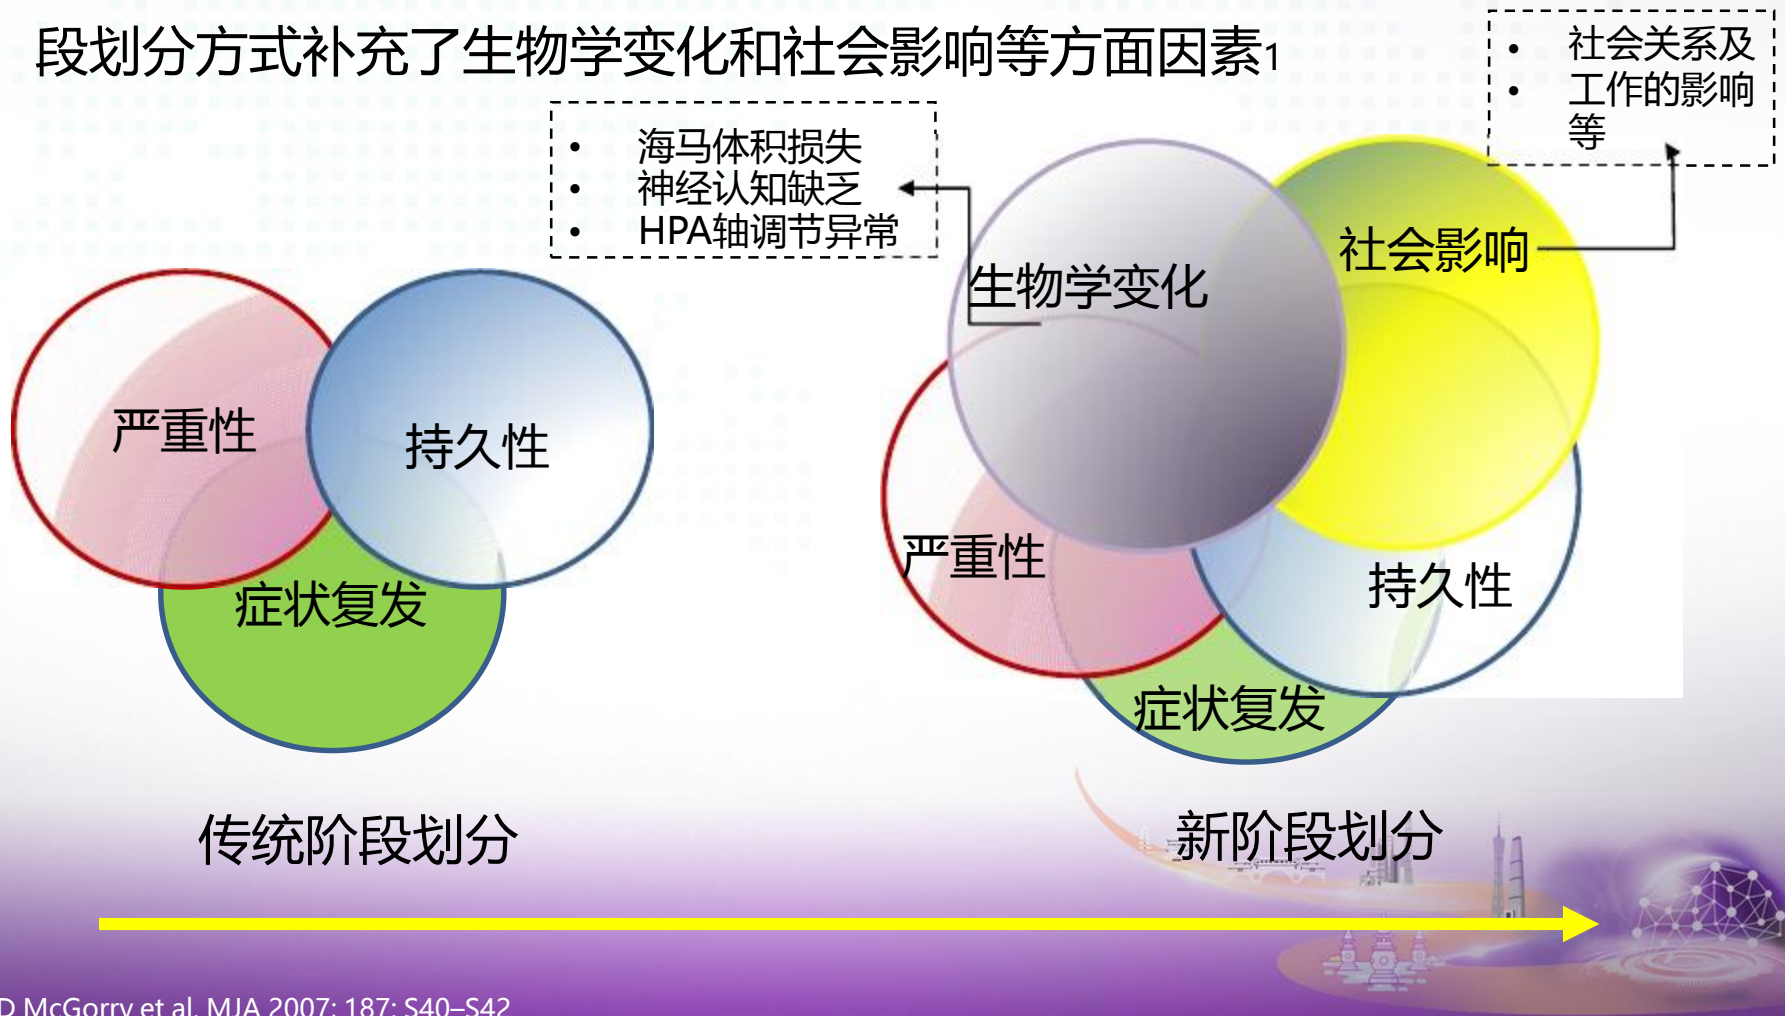 段划分方式补充了生物学变化和社会影响等方面因素1
• 社会关系及
• 工作的影响
等
• 海马体积损失
• 神经认知缺乏
• HPA轴调节异常
社会影响
生物学变化
严重性
持久性
症状复发
严重性
持久性
症状复发
传统阶段划分
新阶段划分
D McGorry et al. MJA 2007; 187: S40–S42